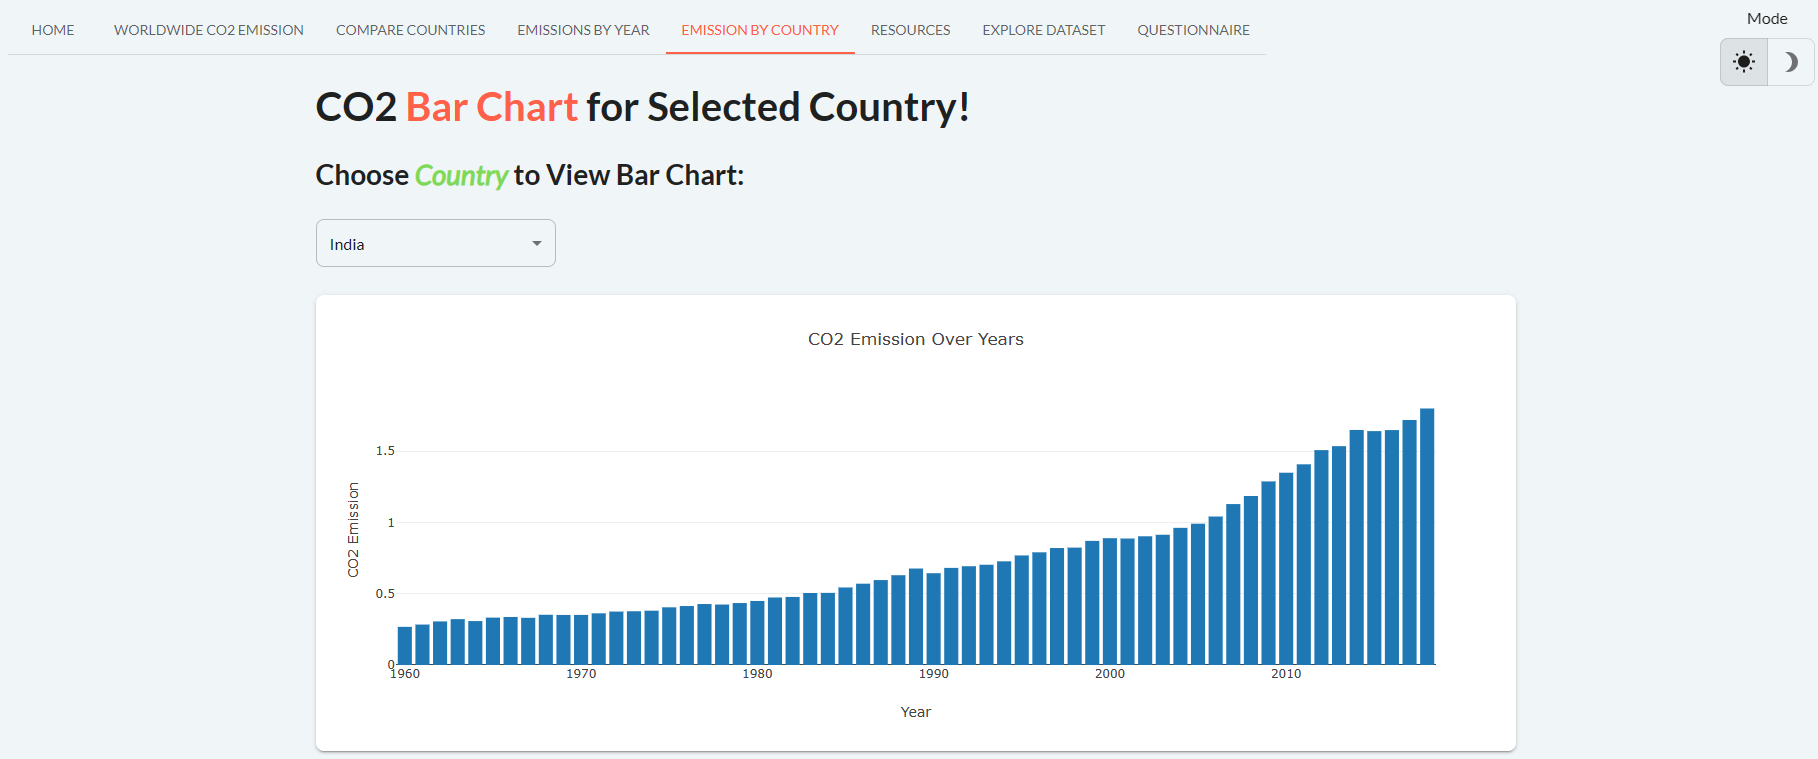 HOME WORLDWIDE CO2 EMISSION COMPARE COUNTRIES EMISSIONS BY YEAR EMISSION BY COUNTRY RESOURCES EXPLORE DATASET QUESTIONNAIRE
Mode
CO2 Bar Chart for Selected Country!
Choose Country to View Bar Chart:
India
CO2 Emission Over Years
1.5
1
0.5
0
CO2 Emission
1960 1970 1980 1990 2000 2010
Year